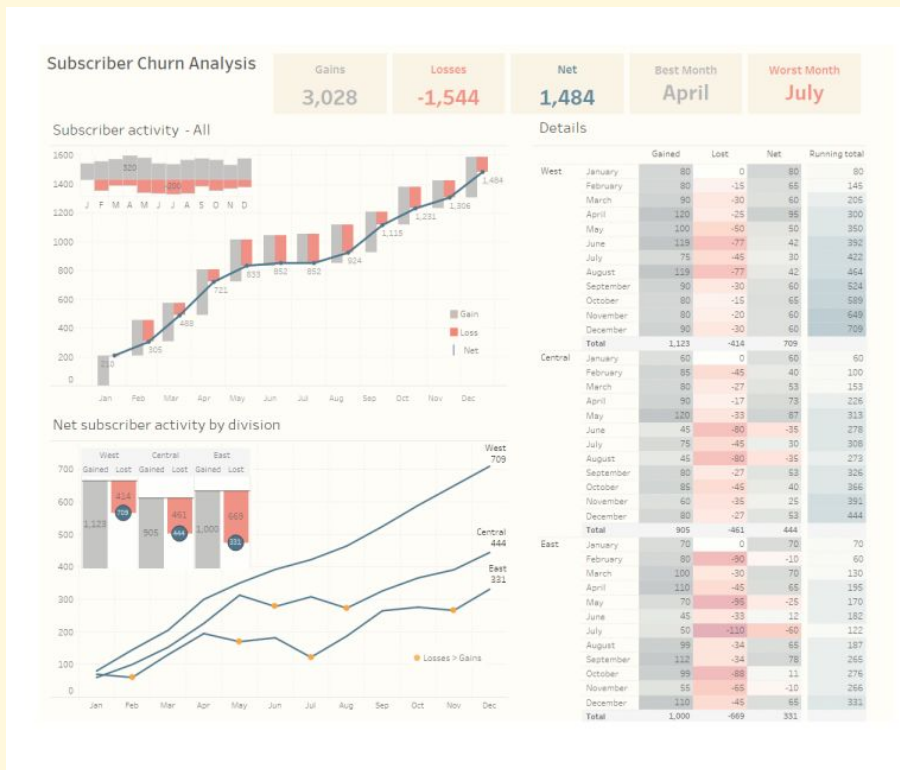 Subscriber Churn Analysis
Gains
3,028
Losses
-1,544
Net
1,484
Best Month
April
Worst Month
July
Subscriber activity - All
1600
1400
1200
1000
800
600
400
200
0
320
-200
J F M A M J J A S O N D
210
305
488
721
833
852
852
924
1,115
1,231
1,306
1,484
Gain
Loss
Net
Jan Feb Mar Apr May Jun Jul Aug Sep Oct Nov Dec
Net subscriber activity by division
West Central East
Gained Lost Gained Lost Gained Lost
1,123 414 709
905 461 444
1,000 669 331
700
600
500
400
300
200
100
0
West
709
Central
444
East
331
Losses > Gains
Jan Feb Mar Apr May Jun Jul Aug Sep Oct Nov Dec
Details
Gained Lost Net Running total
West January 80 0 80 80
February 80 -15 65 145
March 90 -30 60 205
April 120 -25 95 300
May 100 -50 50 350
June 119 -77 42 392
July 75 -45 30 422
August 119 -77 42 464
September 90 -30 60 524
October 80 -15 65 589
November 80 -20 60 649
December 90 -30 60 709
Total 1,123 -414 709
Central January 60 0 60 60
February 85 -45 40 100
March 80 -27 53 153
April 90 -17 73 226
May 120 -33 87 313
June 45 -80 -35 278
July 75 -45 30 308
August 45 -80 -35 273
September 80 -27 53 326
October 85 -45 40 366
November 60 -35 25 391
December 80 -27 53 444
Total 905 -461 444
East January 70 0 70 70
February 80 -90 -10 60
March 100 -30 70 130
April 110 -45 65 195
May 70 -95 -25 170
June 45 -33 12 182
July 50 -110 -60 122
August 99 -34 65 187
September 112 -34 78 265
October 99 -88 11 276
November 55 -65 -10 266
December 110 -45 65 331
Total 1,000 -669 331